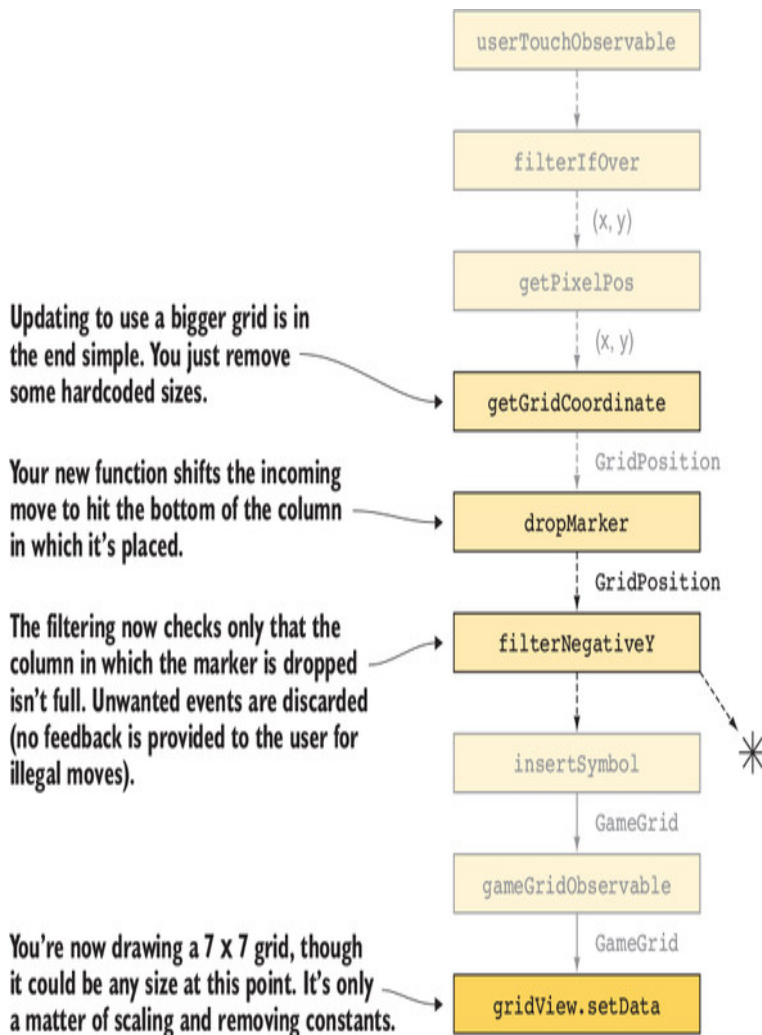 userTouchObservable
filterIfOver
(x, y)
getPixelPos
(x, y)
Updating to use a bigger grid is in
the end simple. You just remove
some hardcoded sizes.
getGridCoordinate
GridPosition
Your new function shifts the incoming
move to hit the bottom of the column
in which it's placed.
dropMarker
GridPosition
The filtering now checks only that the
column in which the marker is dropped
isn't full. Unwanted events are discarded
(no feedback is provided to the user for
illegal moves).
filterNegativeY
insertSymbol
GameGrid
gameGridObservable
GameGrid
You're now drawing a 7 x 7 grid, though
it could be any size at this point. It's only
a matter of scaling and removing constants.
gridView.setData